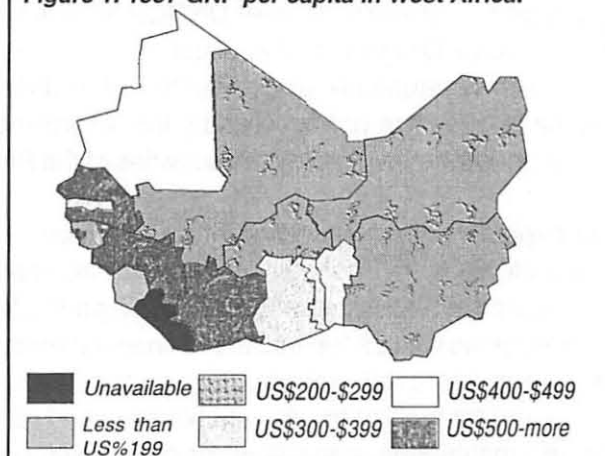 Figure 1: 1997 GNP per capita in West Africa.
Unavailable US$200-$299 US$400-$499
Less than US$300-$399 US$500-more
US%199